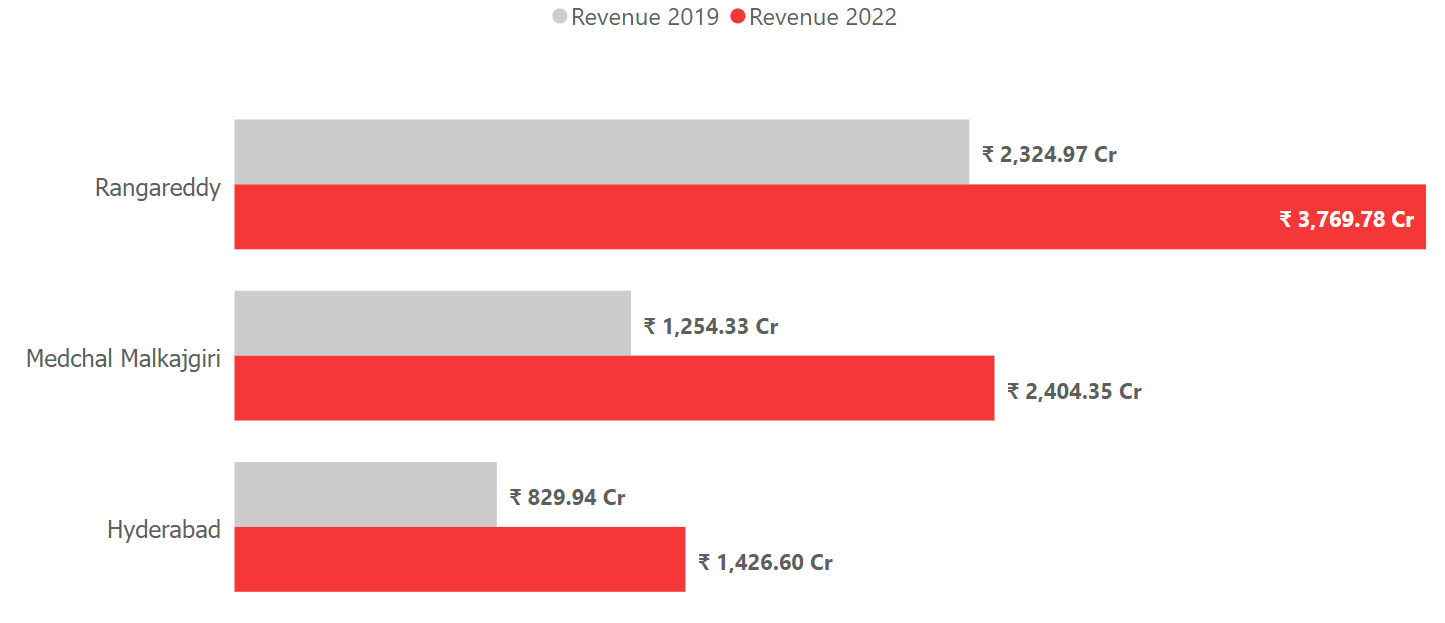 Revenue 2019 Revenue 2022
₹ 2,324.97 Cr
Rangareddy
₹ 3,769.78 Cr
₹ 1,254.33 Cr
Medchal Malkajgiri
₹ 2,404.35 Cr
₹ 829.94 Cr
Hyderabad
₹ 1,426.60 Cr